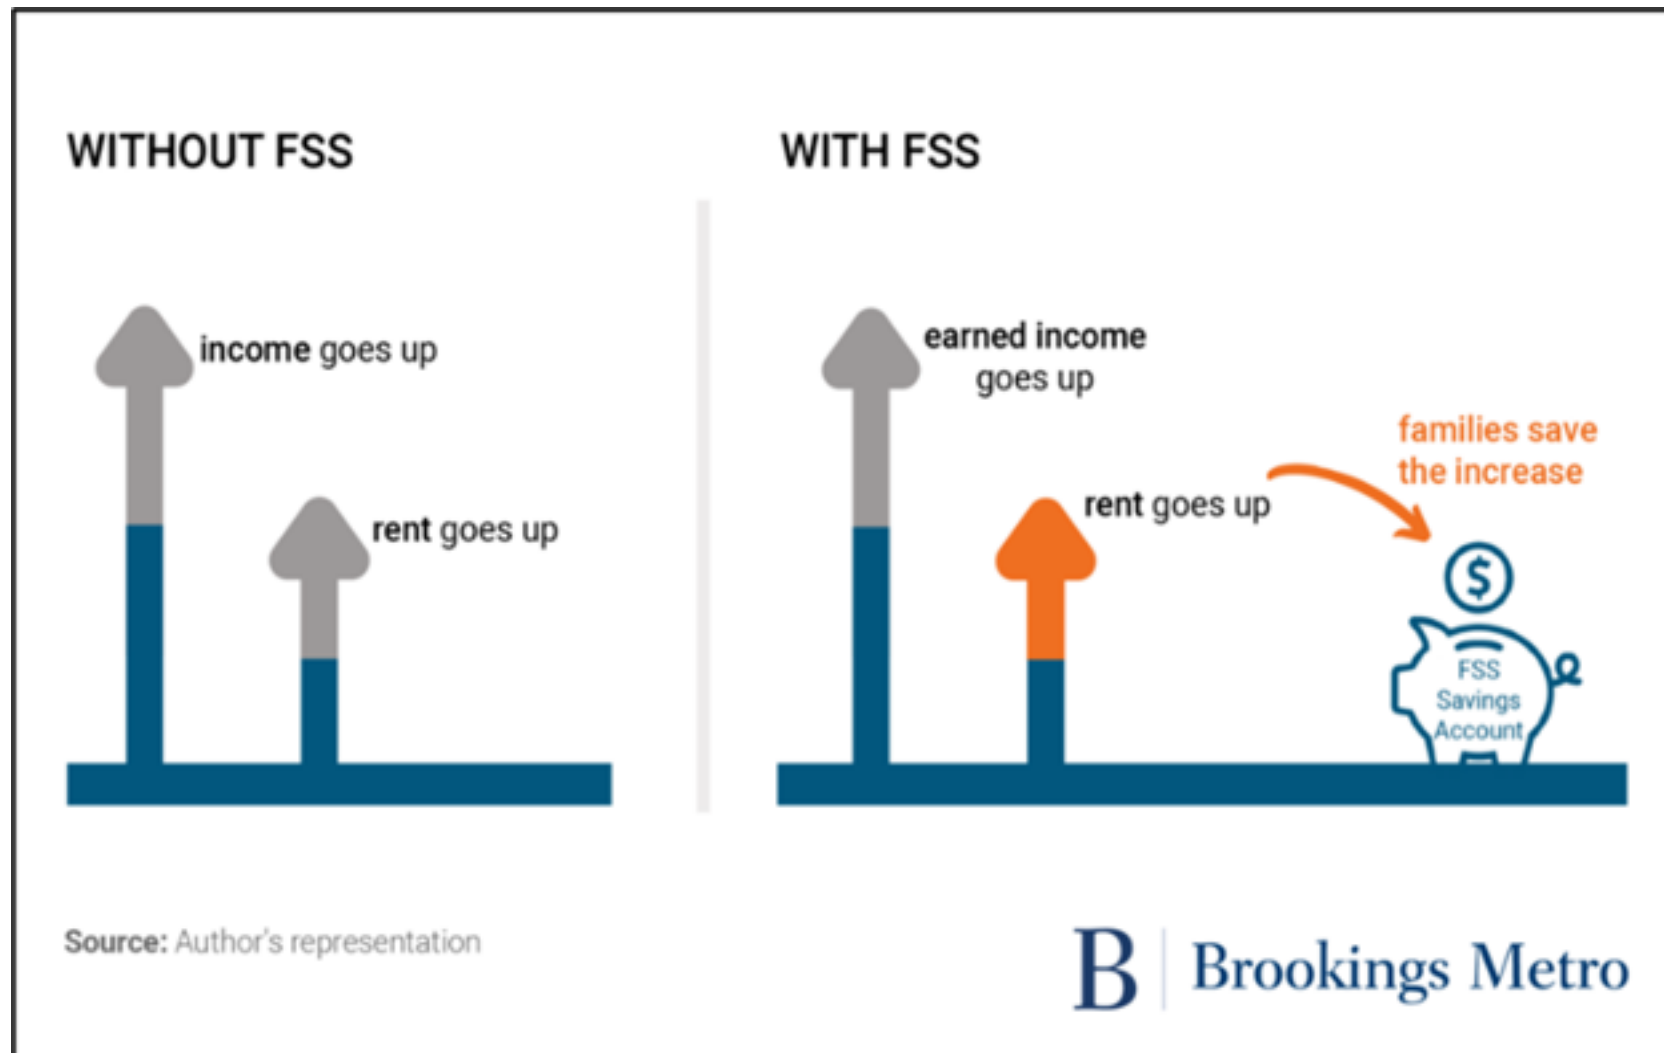 WITHOUT FSS
income goes up
rent goes up
WITH FSS
earned income
goes up
rent goes up
families save
the increase
$
FSS
Savings
Account
Source: Author's representation
B | Brookings Metro